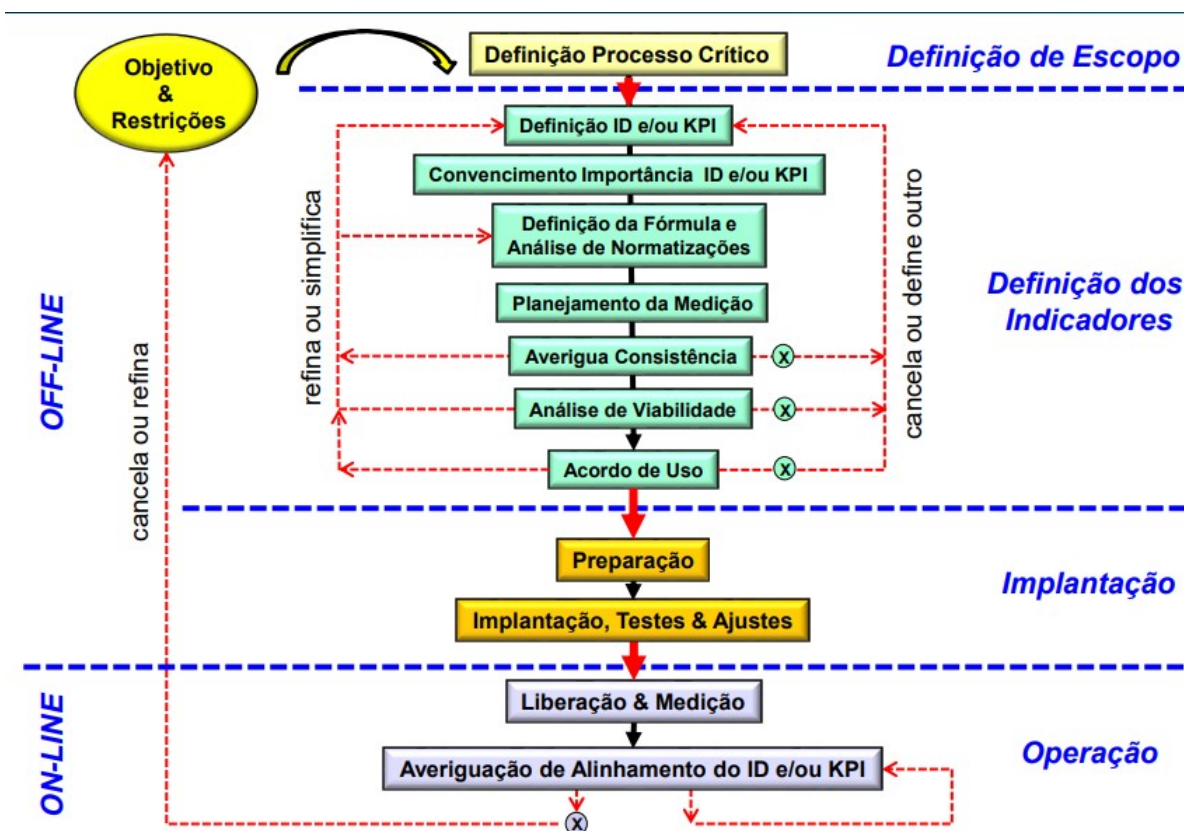 Objetivo
&
Restrições
Definição Processo Crítico
Definição de Escopo
Definição ID e/ou KPI
Convencimento Importância ID e/ou KPI
Definição da Fórmula e
Análise de Normatizações
Planejamento da Medição
Averigua Consistência
X
Análise de Viabilidade
X
Acordo de Uso
X
refina ou simplifica
cancela ou define outro
Definição dos
Indicadores
OFF-LINE
cancela ou refina
Preparação
Implantação, Testes & Ajustes
Implantação
Liberação & Medição
Averiguação de Alinhamento do ID e/ou KPI
X
Operação
ON-LINE